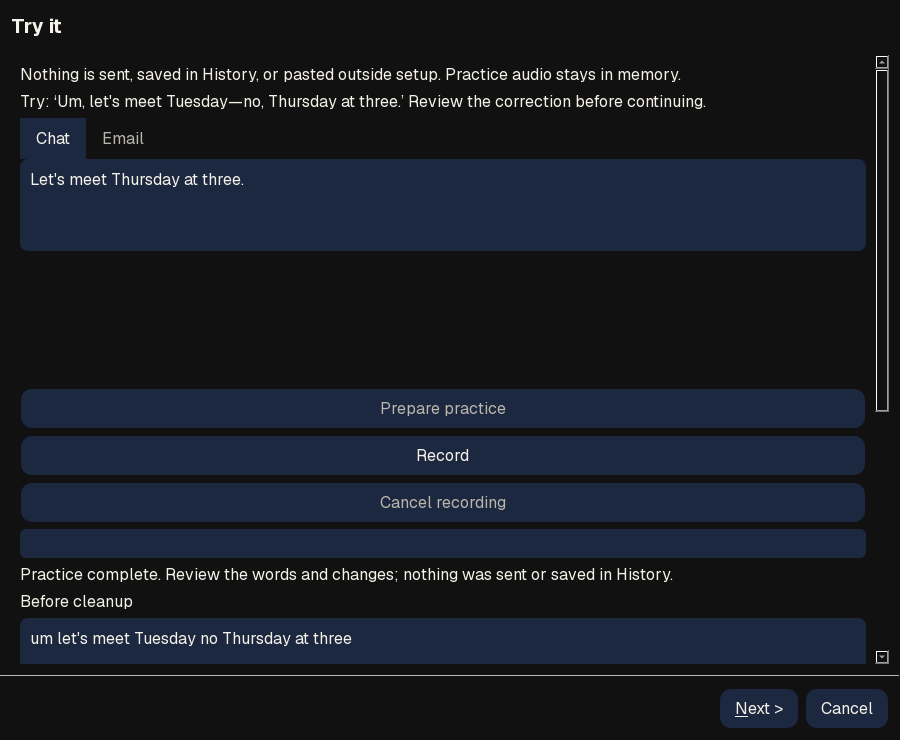 Try it
Nothing is sent, saved in History, or pasted outside setup. Practice audio stays in memory.
Try: ‘Um, let's meet Tuesday—no, Thursday at three.’ Review the correction before continuing.
Chat Email
Let's meet Thursday at three.
Prepare practice
Record
Cancel recording
Practice complete. Review the words and changes; nothing was sent or saved in History.
Before cleanup
um let's meet Tuesday no Thursday at three
Next > Cancel